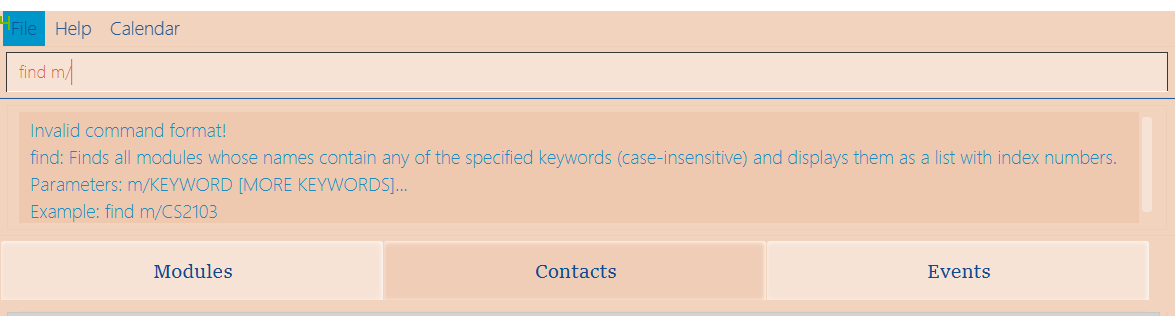 File Help Calendar
find m/
Invalid command format!
find: Finds all modules whose names contain any of the specified keywords (case-insensitive) and displays them as a list with index numbers.
Parameters: m/KEYWORD [MORE KEYWORDS]...
Example: find m/CS2103
Modules Contacts Events